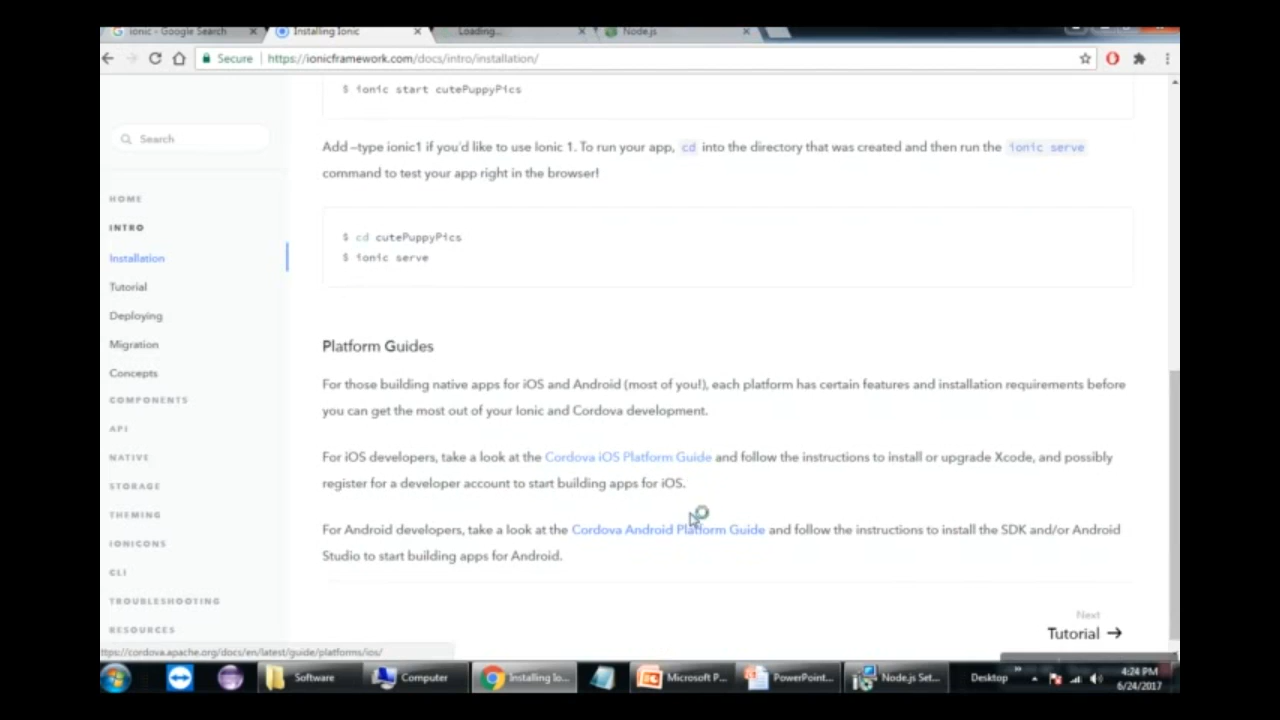 ionic - Google Search
Installing Ionic
Loading...
Node.js
Secure
https://ionicframework.com/docs/intro/installation/
Search
HOME
INTRO
Installation
Tutorial
Deploying
Migration
Concepts
COMPONENTS
API
NATIVE
STORAGE
THEMING
IONICONS
CLI
TROUBLESHOOTING
RESOURCES
$ ionic start cutePuppyPics
Add –type ionic1 if you'd like to use Ionic 1. To run your app, cd into the directory that was created and then run the ionic serve
command to test your app right in the browser!
$ cd cutePuppyPics
$ ionic serve
Platform Guides
For those building native apps for iOS and Android (most of you!), each platform has certain features and installation requirements before
you can get the most out of your Ionic and Cordova development.
For iOS developers, take a look at the Cordova iOS Platform Guide and follow the instructions to install or upgrade Xcode, and possibly
register for a developer account to start building apps for iOS.
For Android developers, take a look at the Cordova Android Platform Guide and follow the instructions to install the SDK and/or Android
Studio to start building apps for Android.
Next
Tutorial →
ttps://cordova.apache.org/docs/en/latest/guide/platforms/ios/
Software
Computer
Installing Io...
Microsoft P...
PowerPoint...
Node.js Set...
Desktop
4:24 PM
6/24/2017